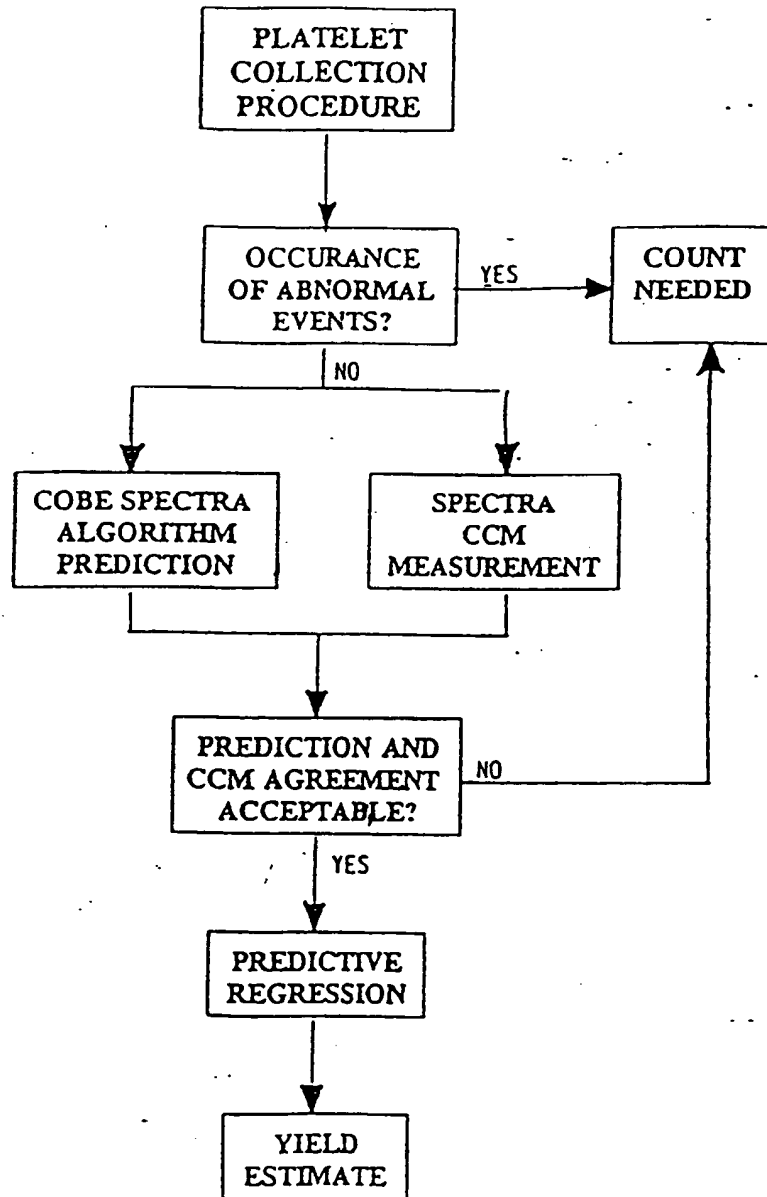 PLATELET
COLLECTION
PROCEDURE
OCCURANCE
OF ABNORMAL
EVENTS?
YES
COUNT
NEEDED
NO
COBE SPECTRA
ALGORITHM
PREDICTION
SPECTRA
CCM
MEASUREMENT
PREDICTION AND
CCM AGREEMENT
ACCEPTABLE?
NO
YES
PREDICTIVE
REGRESSION
YIELD
ESTIMATE